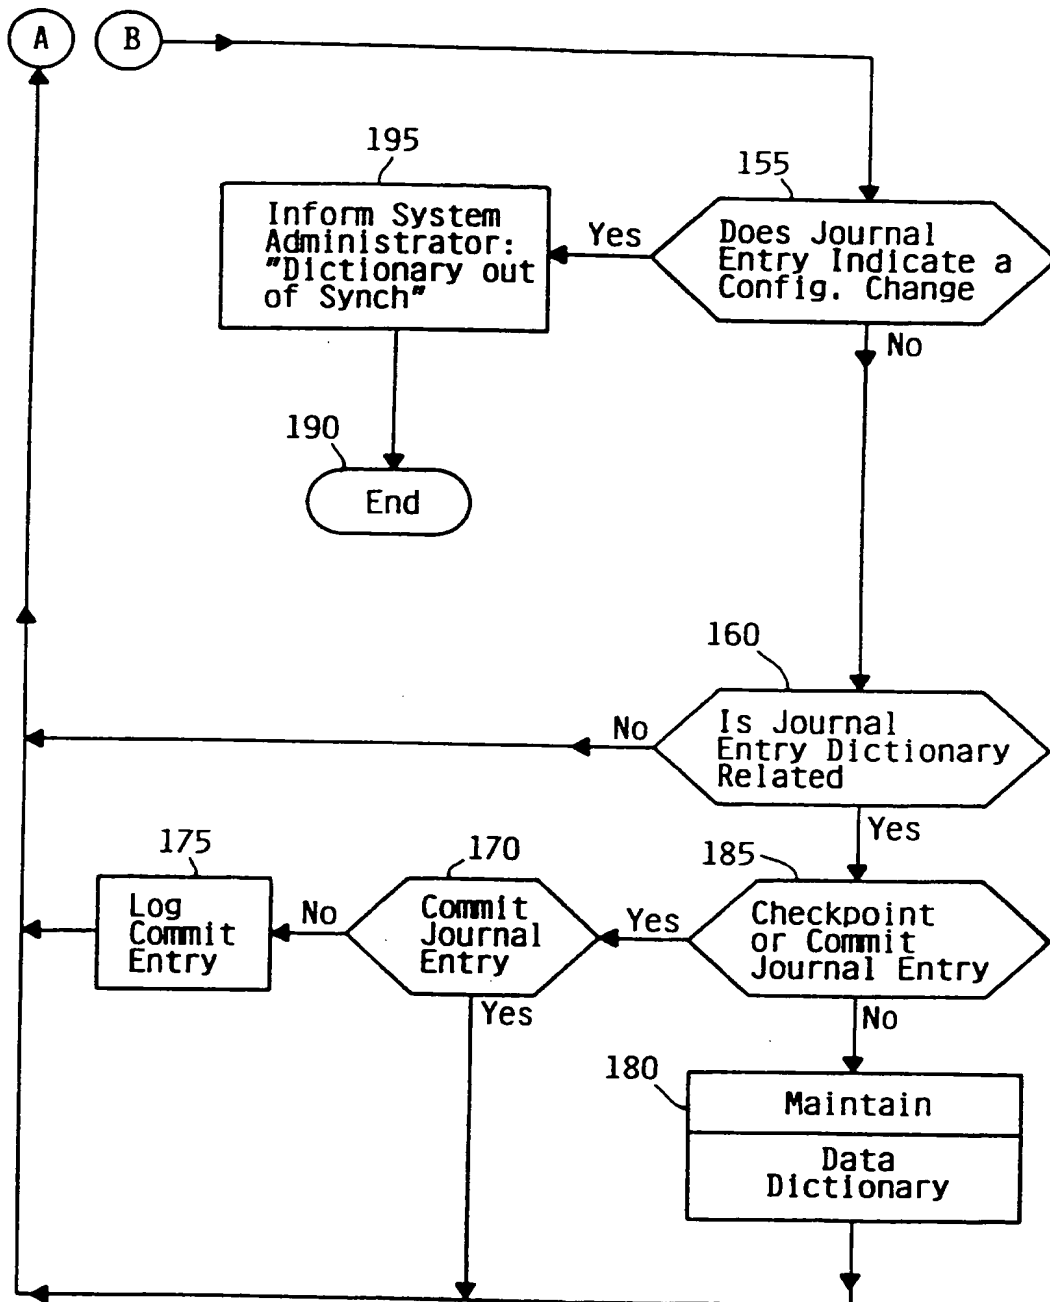 A
B
195
155
Inform System
Administrator:
"Dictionary out
of Synch"
Yes
Does Journal
Entry Indicate a
Config. Change
No
190
End
160
No
Is Journal
Entry Dictionary
Related
Yes
175
170
185
Log
Commit
Entry
No
Commit
Journal
Entry
Yes
Checkpoint
or Commit
Journal Entry
Yes
No
180
Maintain
Data
Dictionary